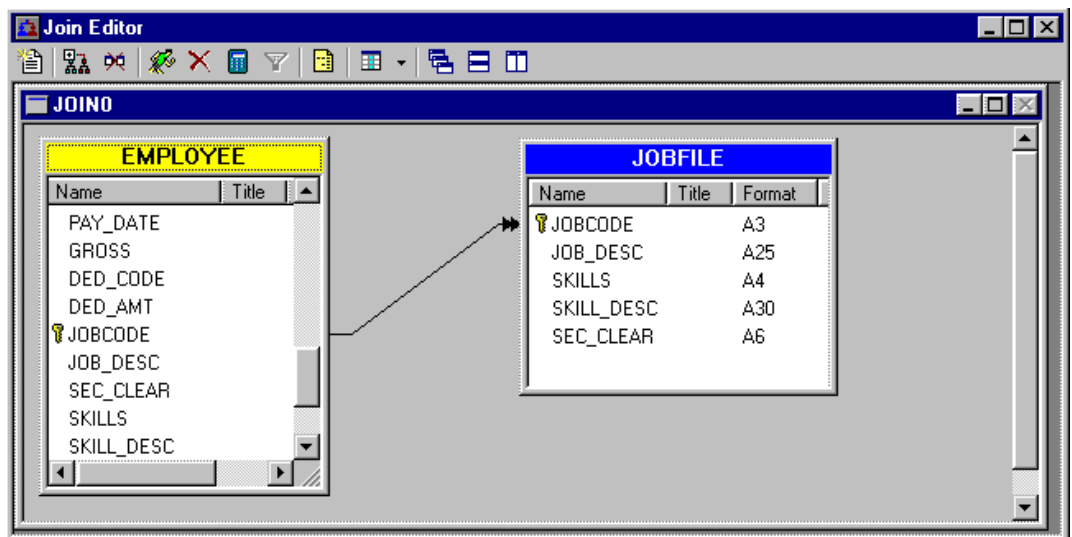 Join Editor
JOIN0
EMPLOYEE
Name Title
PAY_DATE
GROSS
DED_CODE
DED_AMT
JOBCODE
JOB_DESC
SEC_CLEAR
SKILLS
SKILL_DESC
JOBFILE
Name Title Format
JOBCODE A3
JOB_DESC A25
SKILLS A4
SKILL_DESC A30
SEC_CLEAR A6